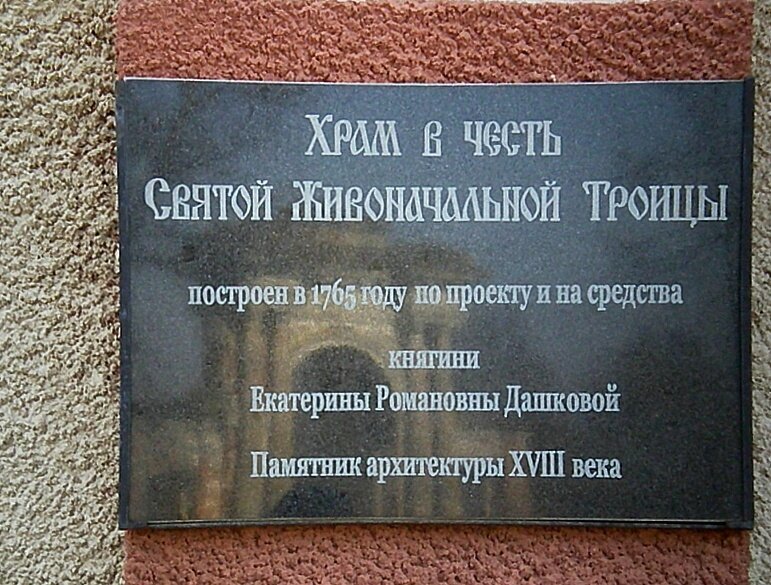 Храм в честь
Святой Живоначальной Троицы
построен в 1765 году по проекту и на средства
княгини
Екатерины Романовны Дашковой
Памятник архитектуры XVIII века